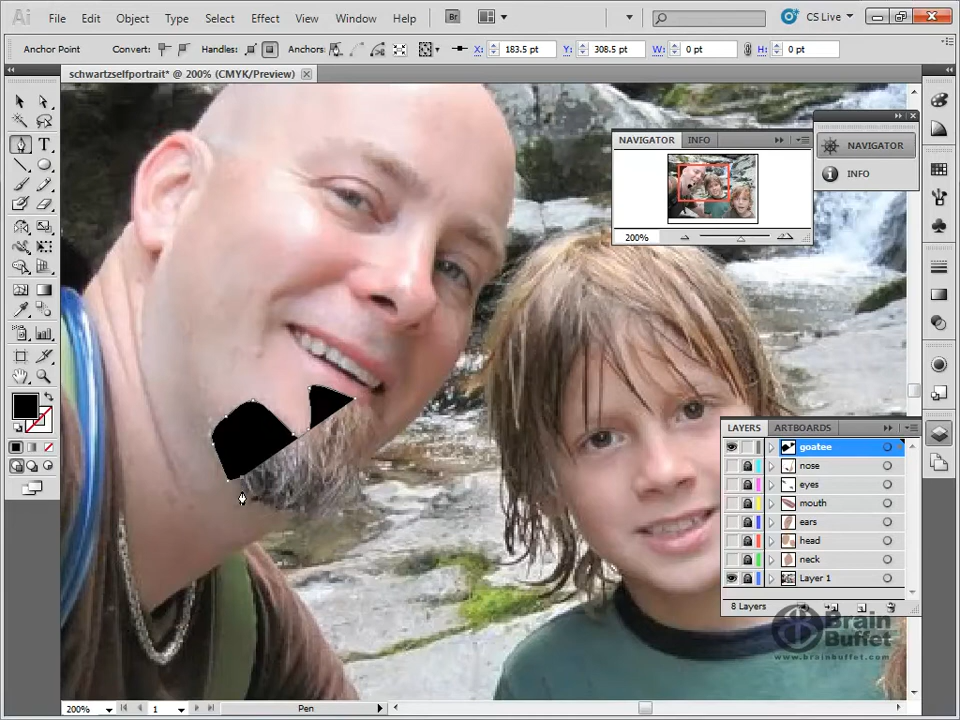 Ai File Edit Object Type Select Effect View Window Help Br CS Live
Anchor Point Convert: Handles: Anchors: X: 183.5 pt Y: 308.5 pt W: 0 pt H: 0 pt
schwartzselfportrait* @ 200% (CMYK/Preview)
NAVIGATOR INFO
200%
NAVIGATOR
INFO
T
LAYERS ARTBOARDS
goatee
nose
eyes
mouth
ears
head
neck
Layer 1
8 Layers
Brain
Buffet
www.brainbuffet.com
200% 1 Pen